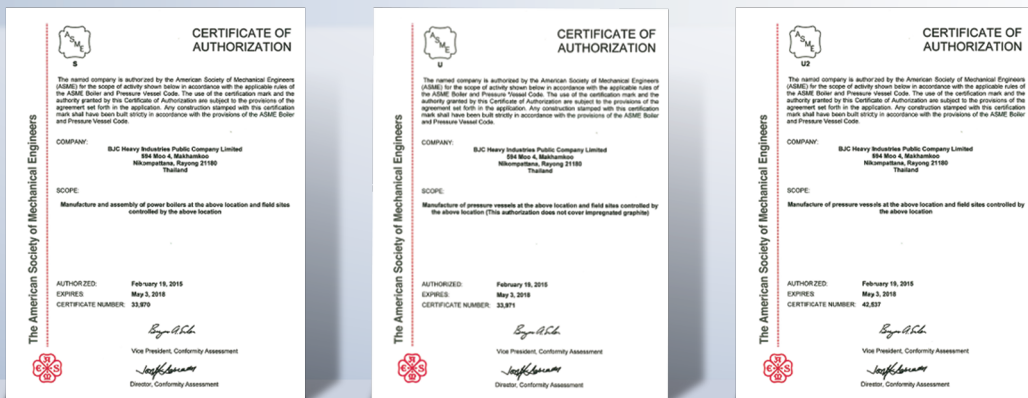 ASME
S
CERTIFICATE OF
AUTHORIZATION
The named company is authorized by the American Society of Mechanical Engineers
(ASME) for the scope of activity shown below in accordance with the applicable rules of
the ASME Boiler and Pressure Vessel Code. The use of the certification mark and the
authority granted by this Certificate of Authorization are subject to the provisions of the
agreement set forth in the application. Any construction stamped with this certification
mark shall have been built strictly in accordance with the provisions of the ASME Boiler
and Pressure Vessel Code.
COMPANY:
BJC Heavy Industries Public Company Limited
594 Moo 4, Makhamkoo
Nikompattana, Rayong 21180
Thailand
SCOPE:
Manufacture and assembly of power boilers at the above location and field sites
controlled by the above location
AUTHORIZED: February 19, 2015
EXPIRES: May 3, 2018
CERTIFICATE NUMBER: 33,970
Vice President, Conformity Assessment
Director, Conformity Assessment
The American Society of Mechanical Engineers
ASME
U
CERTIFICATE OF
AUTHORIZATION
The named company is authorized by the American Society of Mechanical Engineers
(ASME) for the scope of activity shown below in accordance with the applicable rules of
the ASME Boiler and Pressure Vessel Code. The use of the certification mark and the
authority granted by this Certificate of Authorization are subject to the provisions of the
agreement set forth in the application. Any construction stamped with this certification
mark shall have been built strictly in accordance with the provisions of the ASME Boiler
and Pressure Vessel Code.
COMPANY:
BJC Heavy Industries Public Company Limited
594 Moo 4, Makhamkoo
Nikompattana, Rayong 21180
Thailand
SCOPE:
Manufacture of pressure vessels at the above location and field sites controlled by
the above location (This authorization does not cover impregnated graphite)
AUTHORIZED: February 19, 2015
EXPIRES: May 3, 2018
CERTIFICATE NUMBER: 33,971
Vice President, Conformity Assessment
Director, Conformity Assessment
The American Society of Mechanical Engineers
ASME
U2
CERTIFICATE OF
AUTHORIZATION
The named company is authorized by the American Society of Mechanical Engineers
(ASME) for the scope of activity shown below in accordance with the applicable rules of
the ASME Boiler and Pressure Vessel Code. The use of the certification mark and the
authority granted by this Certificate of Authorization are subject to the provisions of the
agreement set forth in the application. Any construction stamped with this certification
mark shall have been built strictly in accordance with the provisions of the ASME Boiler
and Pressure Vessel Code.
COMPANY:
BJC Heavy Industries Public Company Limited
594 Moo 4, Makhamkoo
Nikompattana, Rayong 21180
Thailand
SCOPE:
Manufacture of pressure vessels at the above location and field sites controlled by
the above location
AUTHORIZED: February 19, 2015
EXPIRES: May 3, 2018
CERTIFICATE NUMBER: 42,537
Vice President, Conformity Assessment
Director, Conformity Assessment
The American Society of Mechanical Engineers